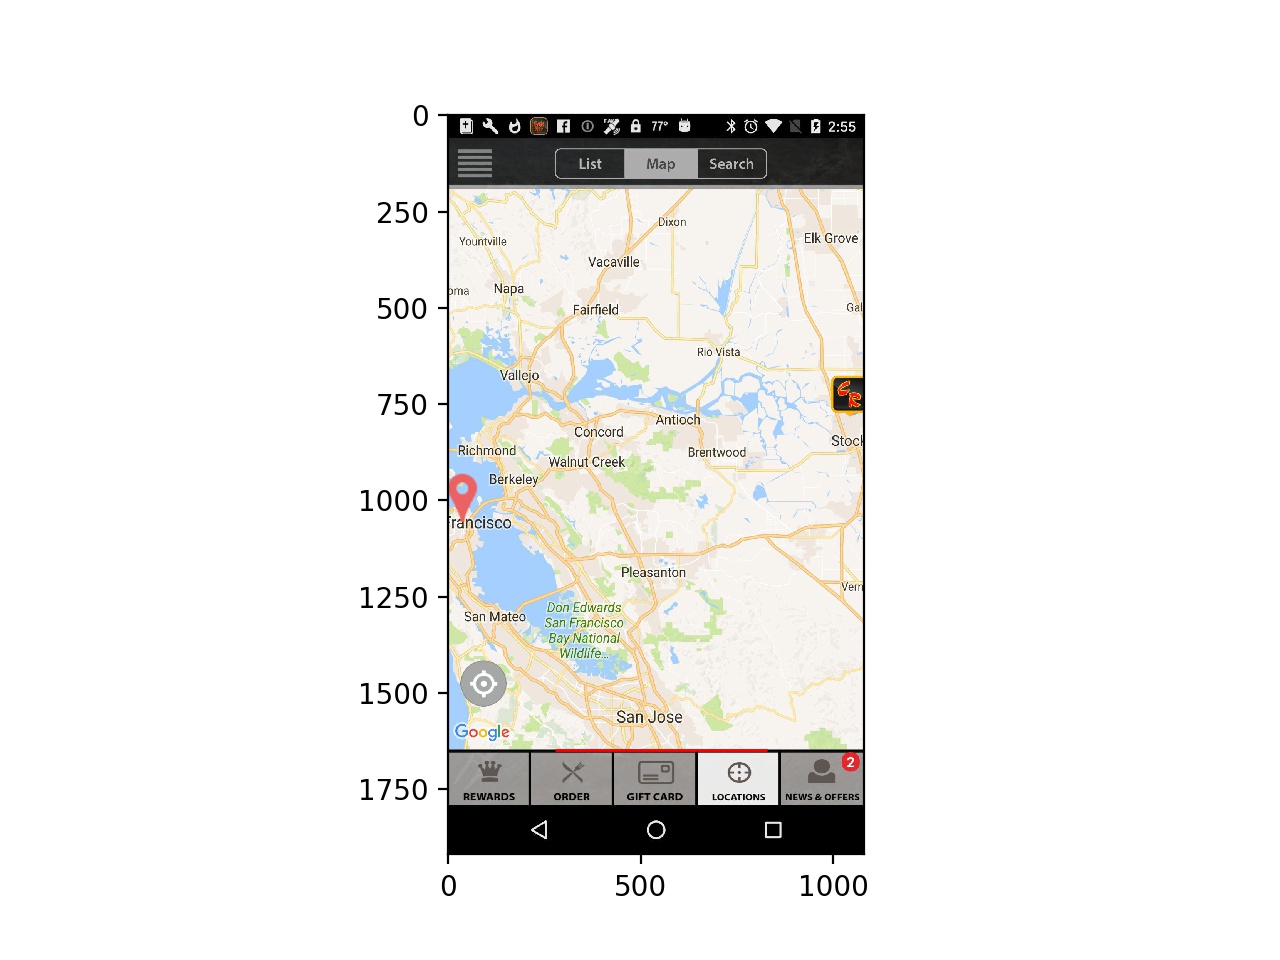 0
77°
2:55
List
Map
Search
250
Dixon
Yountville
Elk Grove
Vacaville
oma
Napa
500
Fairfield
Gal
Rio Vista
Vallejo
750
CR
Antioch
Concord
Stock
Richmond
Brentwood
Walnut Creek
Berkeley
1000
Francisco
Pleasanton
Vern
1250
Don Edwards
San Francisco
Bay National
Wildlife...
San Mateo
1500
San Jose
Google
2
1750
REWARDS
ORDER
GIFT CARD
LOCATIONS
NEWS & OFFERS
0
500
1000